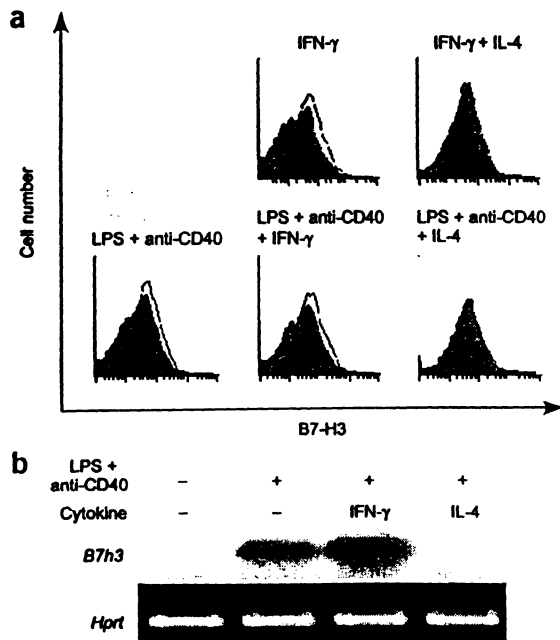 a
IFN-γ
IFN-γ + IL-4
Cell number
LPS + anti-CD40
LPS + anti-CD40
+ IFN-γ
LPS + anti-CD40
+ IL-4
B7-H3
b
LPS +
anti-CD40
– + + +
Cytokine – – IFN-γ IL-4
B7h3
Hprt